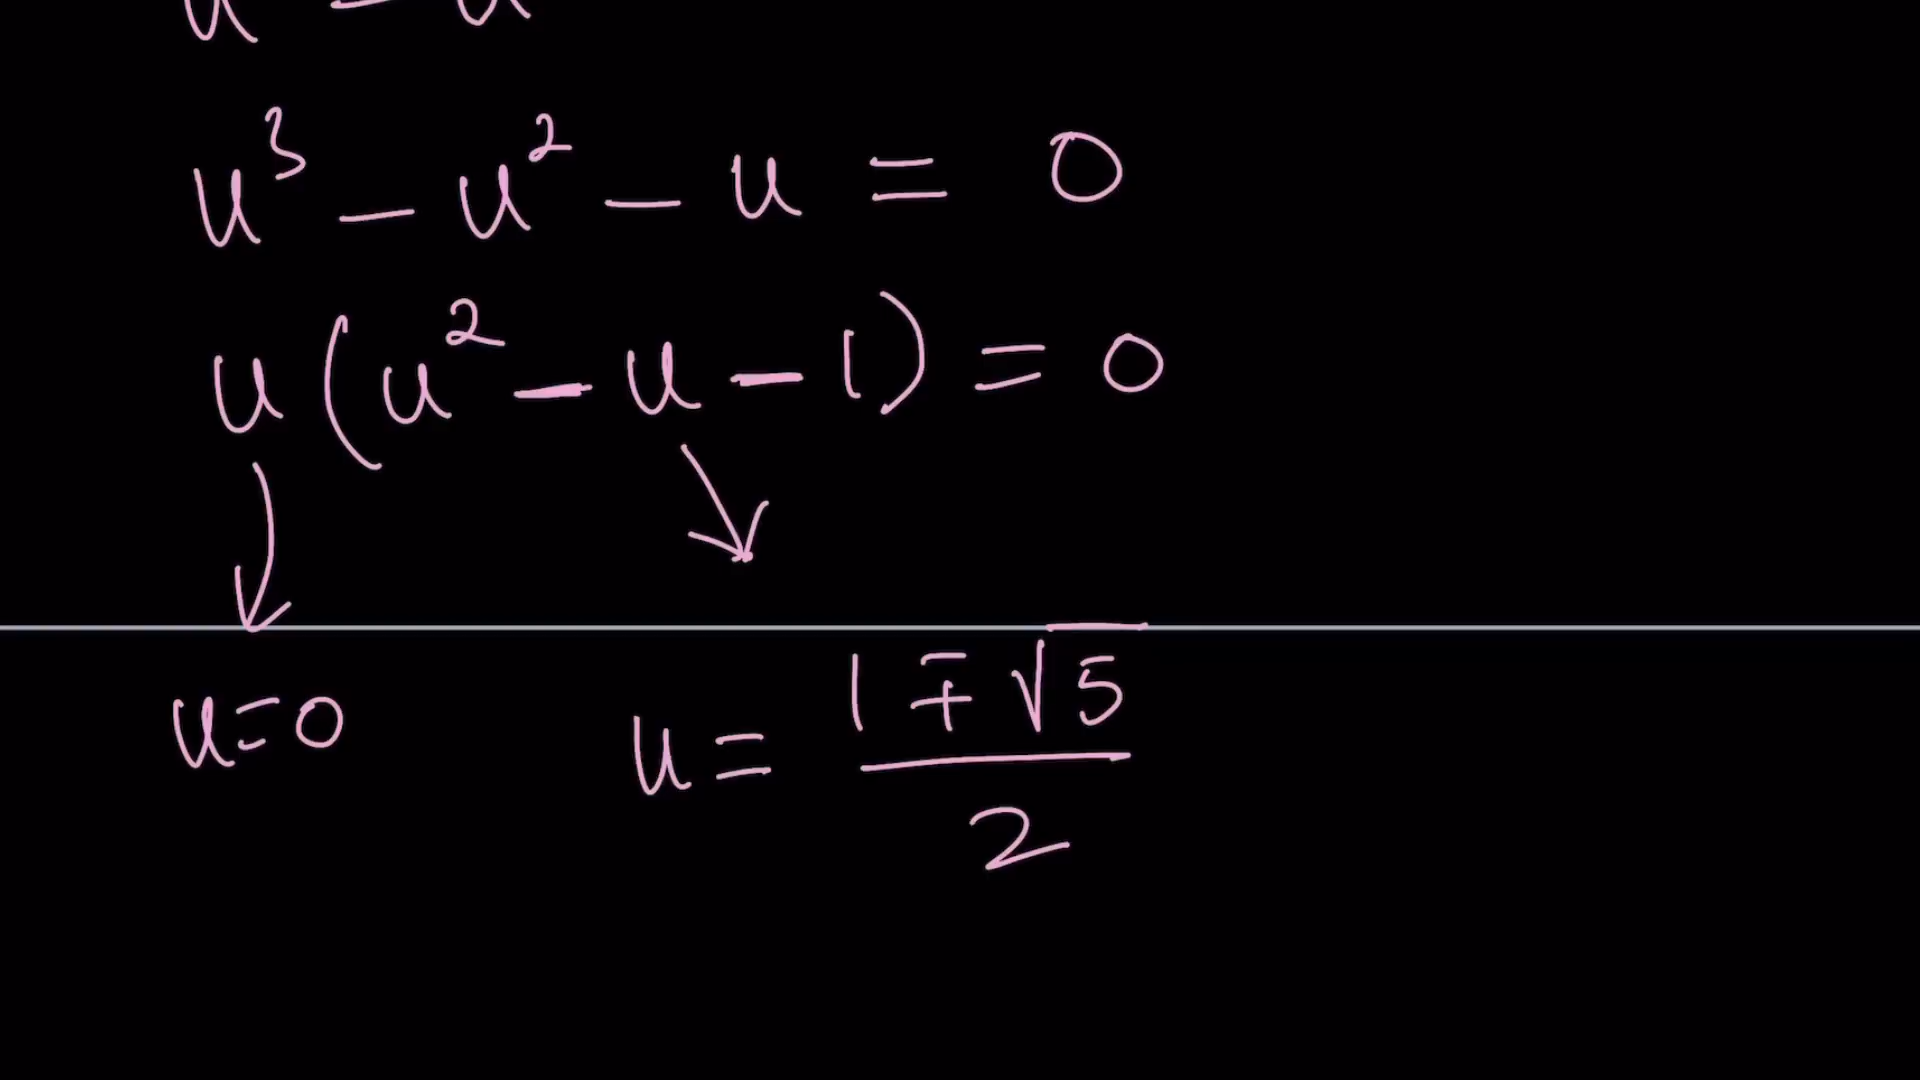 u³ - u² - u = 0
u(u² - u - 1) = 0
u=0
u = (1 ∓ √5)/2